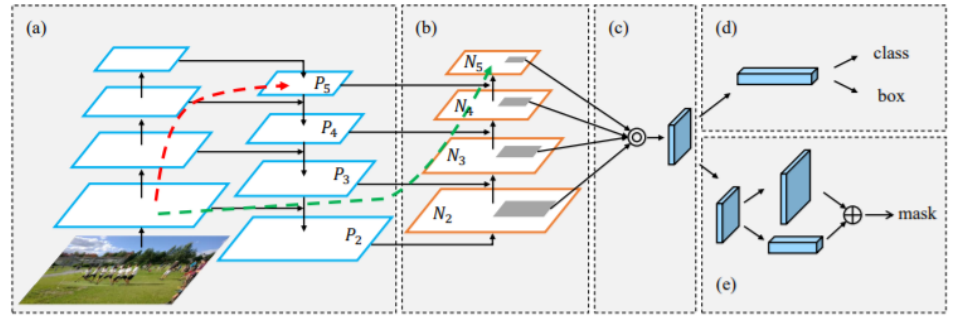 (a)
(b)
(c)
(d)
(e)
P5
P4
P3
P2
N5
N4
N3
N2
class
box
mask